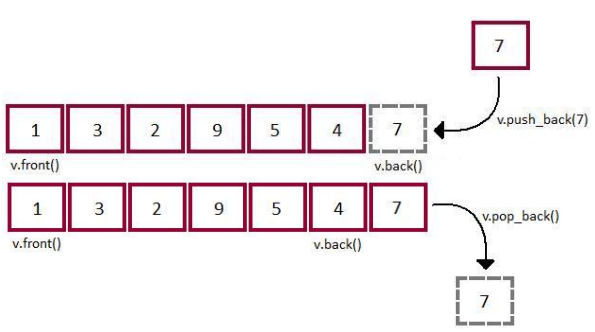 7
v.push_back(7)
1 3 2 9 5 4 7
v.front() v.back()
1 3 2 9 5 4 7
v.pop_back()
v.front() v.back()
7